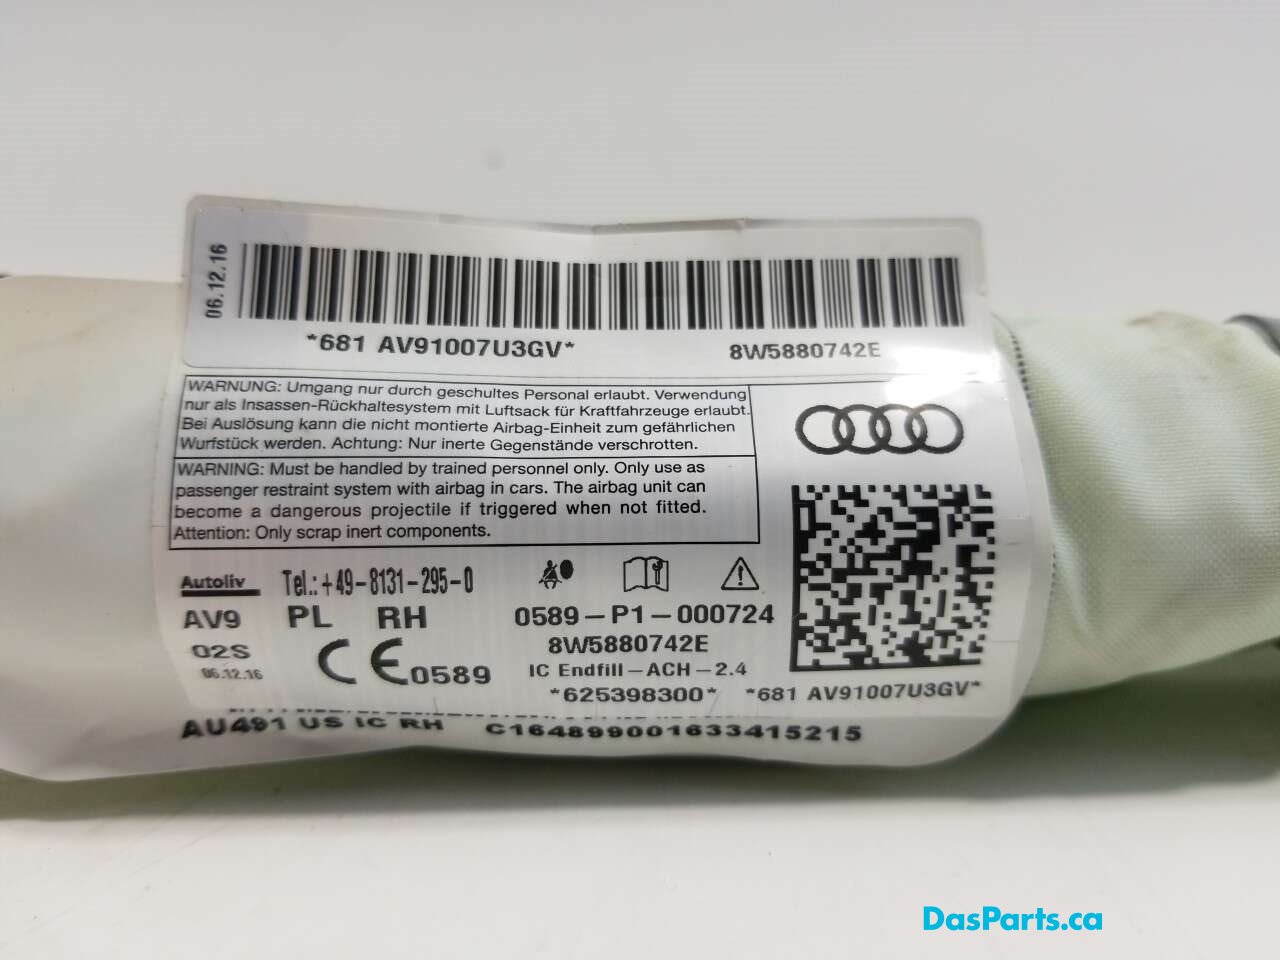 06.12.16
*681 AV91007U3GV*
8W5880742E
WARNUNG: Umgang nur durch geschultes Personal erlaubt. Verwendung
nur als Insassen-Rückhaltesystem mit Luftsack für Kraftfahrzeuge erlaubt.
Bei Auslösung kann die nicht montierte Airbag-Einheit zum gefährlichen
Wurfstück werden. Achtung: Nur inerte Gegenstände verschrotten.
WARNING: Must be handled by trained personnel only. Only use as
passenger restraint system with airbag in cars. The airbag unit can
become a dangerous projectile if triggered when not fitted.
Attention: Only scrap inert components.
Autoliv Tel.: +49-8131-295-0
AV9 PL RH 0589-P1-000724
02S 8W5880742E
06.12.16 CE0589 IC Endfill-ACH-2.4
*625398300* *681 AV91007U3GV*
AU491 US IC RH C164899001633415215
DasParts.ca